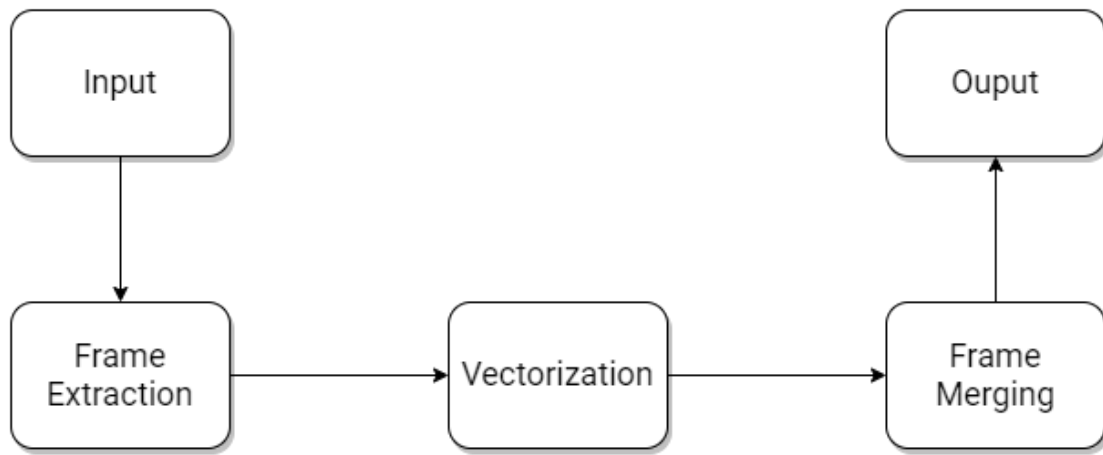 Input
Ouput
Frame
Extraction
Vectorization
Frame
Merging